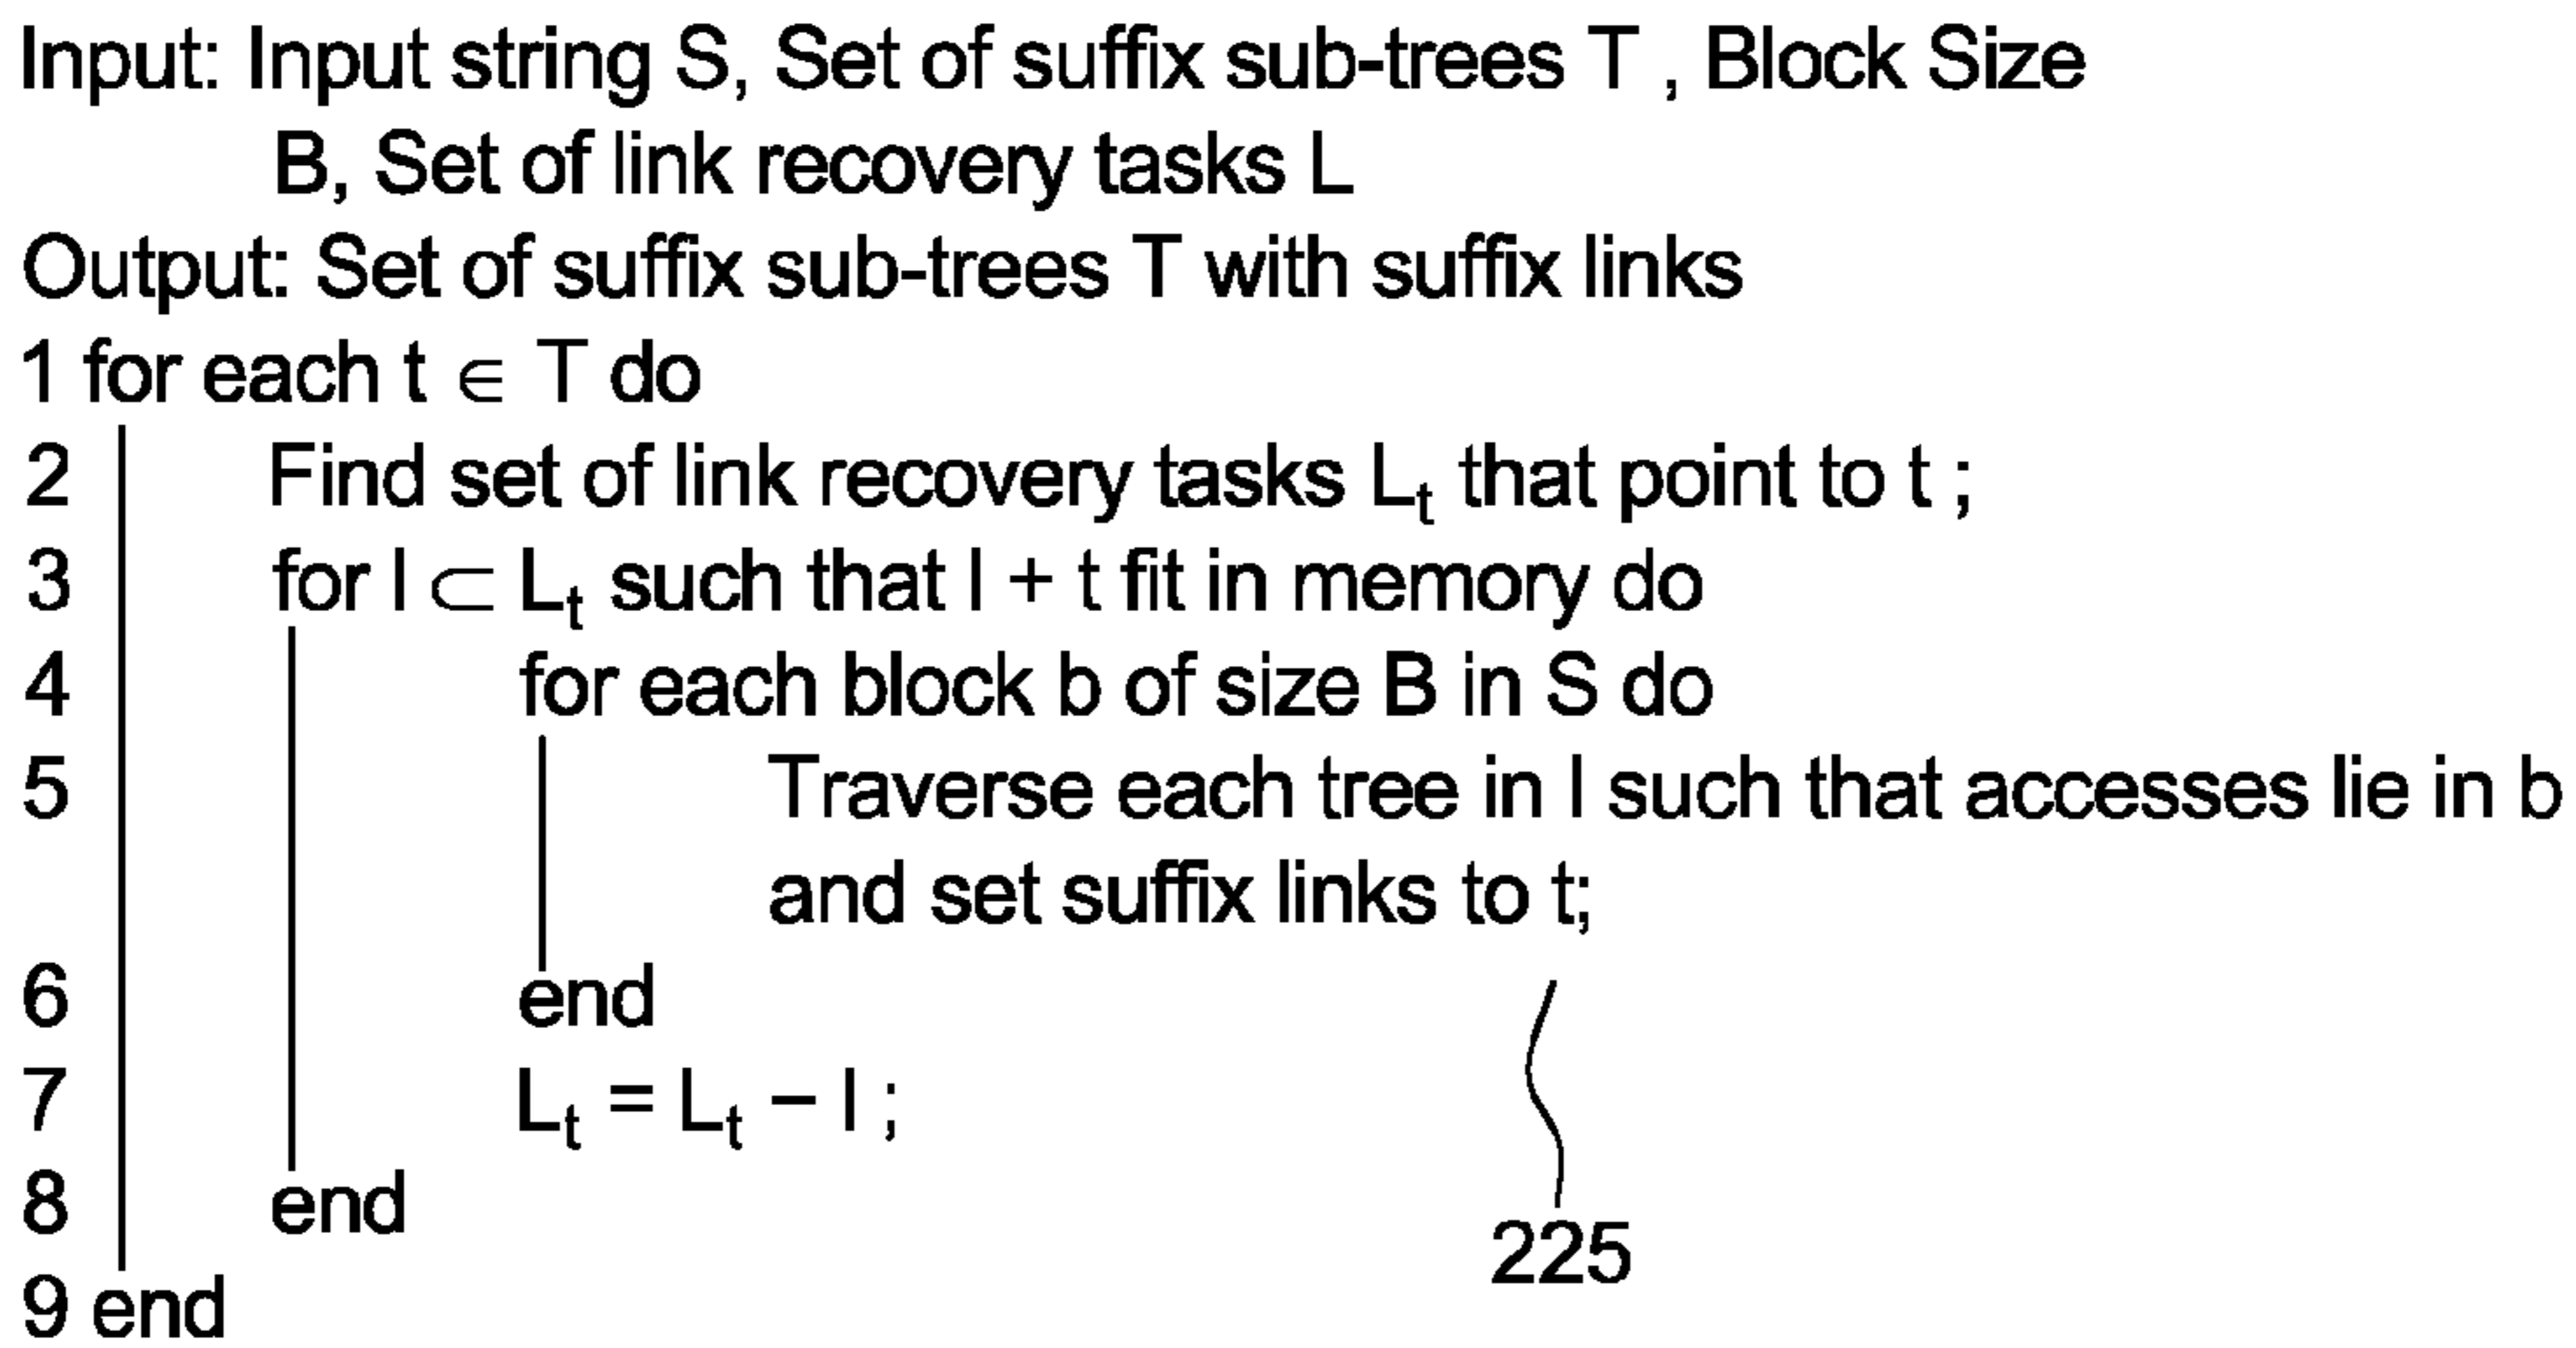 Input: Input string S, Set of suffix sub-trees T , Block Size
B, Set of link recovery tasks L
Output: Set of suffix sub-trees T with suffix links
1 for each t ∈ T do
2 Find set of link recovery tasks Lₜ that point to t ;
3 for l ⊂ Lₜ such that l + t fit in memory do
4 for each block b of size B in S do
5 Traverse each tree in l such that accesses lie in b
and set suffix links to t;
6 end
7 Lₜ = Lₜ – l ;
8 end
9 end
225